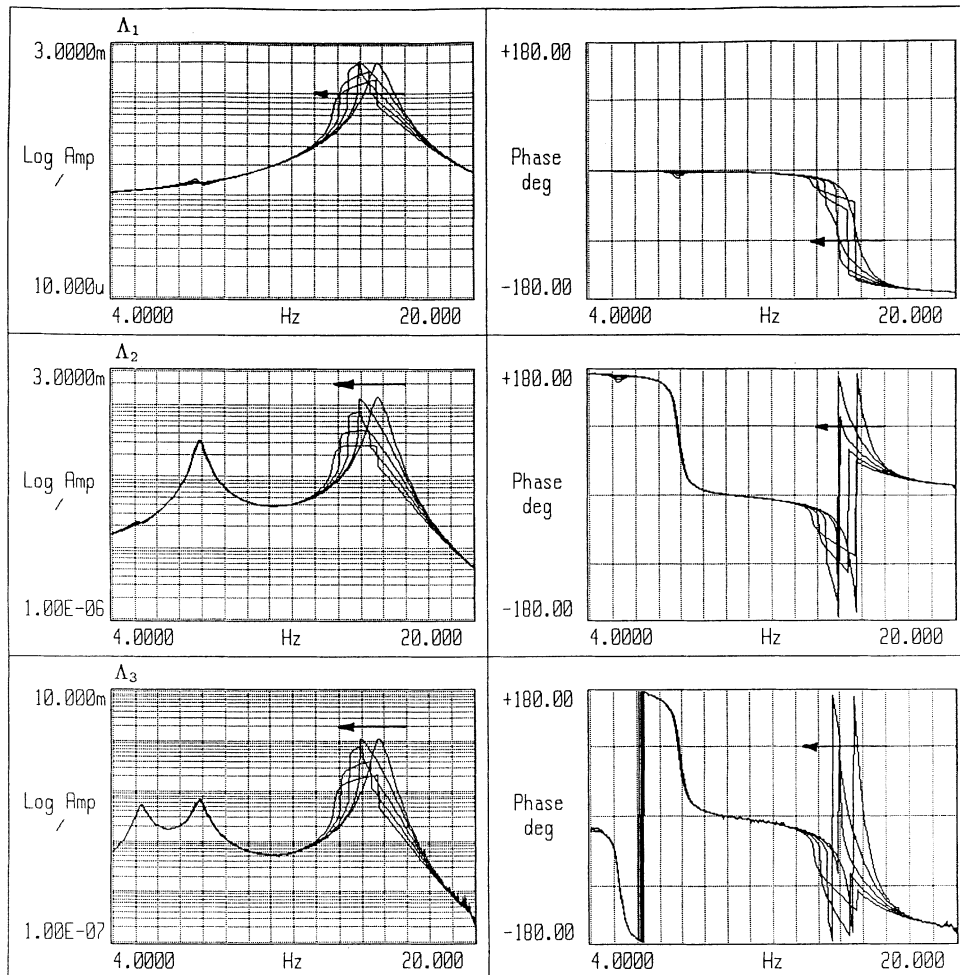 Λ1
3.0000m
Log Amp
/
10.000u
4.0000 Hz 20.000
+180.00
Phase
deg
-180.00
4.0000 Hz 20.000
Λ2
3.0000m
Log Amp
/
1.00E-06
4.0000 Hz 20.000
+180.00
Phase
deg
-180.00
4.0000 Hz 20.000
Λ3
10.000m
Log Amp
/
1.00E-07
4.0000 Hz 20.000
+180.00
Phase
deg
-180.00
4.0000 Hz 20.000